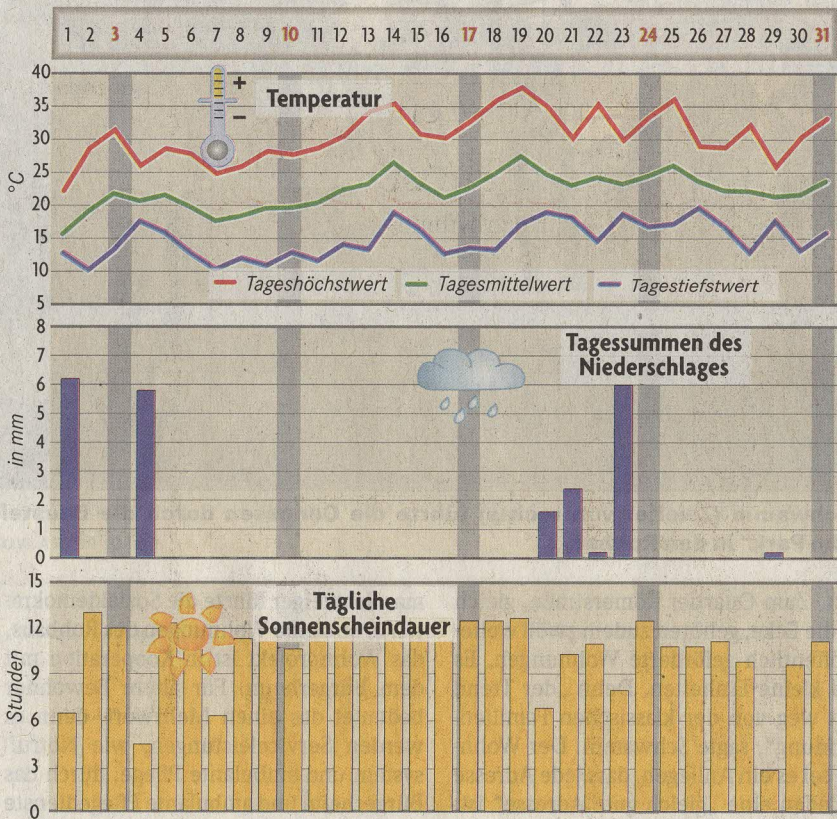 1 2 3 4 5 6 7 8 9 10 11 12 13 14 15 16 17 18 19 20 21 22 23 24 25 26 27 28 29 30 31
40
35
30
25
20
15
10
5
°C
+
−
Temperatur
Tageshöchstwert
Tagesmittelwert
Tagestiefstwert
8
7
6
5
4
3
2
1
0
in mm
Tagessummen des
Niederschlages
15
12
9
6
3
0
Stunden
Tägliche
Sonnenscheindauer